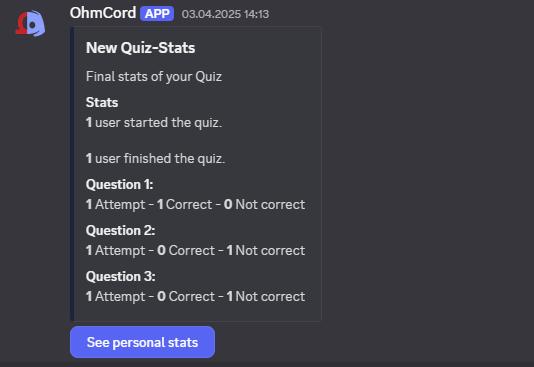 OhmCord APP 03.04.2025 14:13
New Quiz-Stats
Final stats of your Quiz
Stats
1 user started the quiz.
1 user finished the quiz.
Question 1:
1 Attempt - 1 Correct - 0 Not correct
Question 2:
1 Attempt - 0 Correct - 1 Not correct
Question 3:
1 Attempt - 0 Correct - 1 Not correct
See personal stats